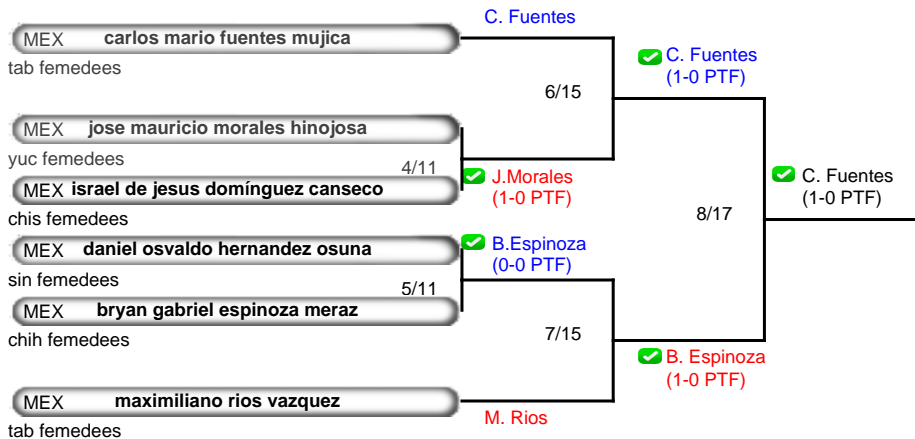 C. Fuentes
MEX carlos mario fuentes mujica
tab femedees
C. Fuentes
(1-0 PTF)
6/15
MEX jose mauricio morales hinojosa
yuc femedees
4/11
J.Morales
(1-0 PTF)
MEX israel de jesus domínguez canseco
chis femedees
C. Fuentes
(1-0 PTF)
8/17
MEX daniel osvaldo hernandez osuna
sin femedees
B.Espinoza
(0-0 PTF)
5/11
MEX bryan gabriel espinoza meraz
chih femedees
7/15
B. Espinoza
(1-0 PTF)
MEX maximiliano rios vazquez
tab femedees
M. Rios